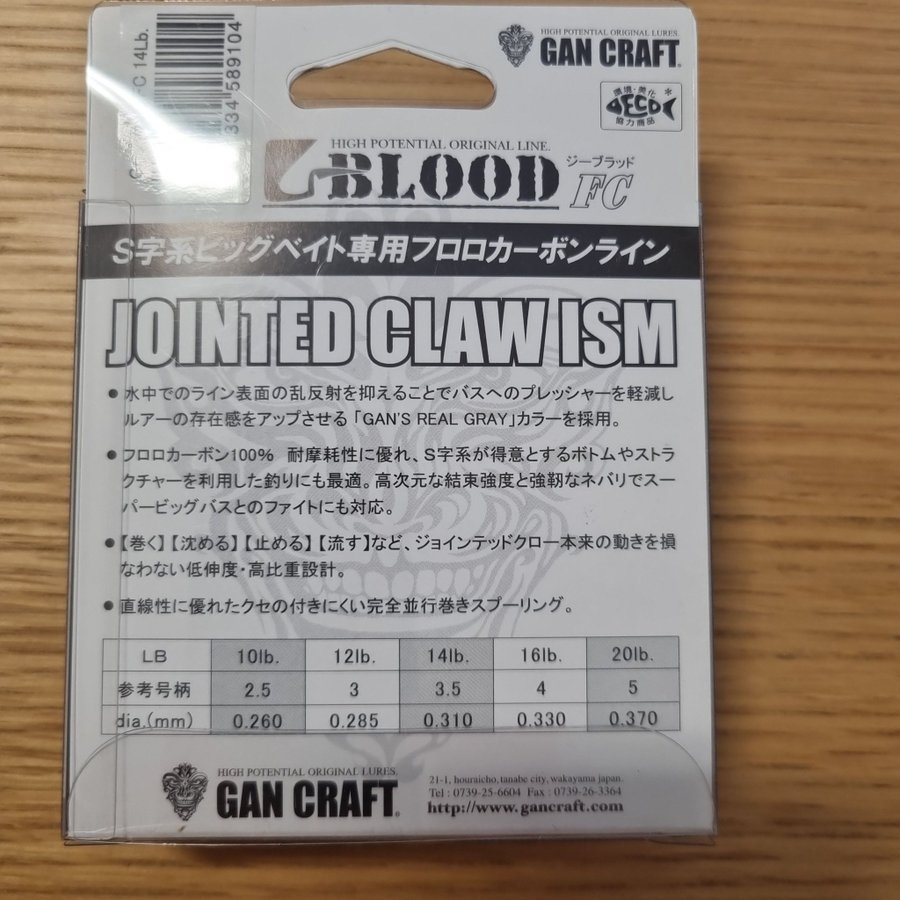 FC 14Lb.
334 589104
HIGH POTENTIAL ORIGINAL LURES.
GAN CRAFT®
環境・美化
ECO
協力商品
HIGH POTENTIAL ORIGINAL LINE.
G BLOOD
ジーブラッド
FC
S字系ビッグベイト専用フロロカーボンライン
JOINTED CLAW ISM
●水中でのライン表面の乱反射を抑えることでバスへのプレッシャーを軽減し
ルアーの存在感をアップさせる「GAN'S REAL GRAY」カラーを採用。
●フロロカーボン100% 耐摩耗性に優れ、S字系が得意とするボトムやストラ
クチャーを利用した釣りにも最適。高次元な結束強度と強靭なネバリでスー
パービッグバスとのファイトにも対応。
●【巻く】【沈める】【止める】【流す】など、ジョインテッドクロー本来の動きを損
なわない低伸度・高比重設計。
●直線性に優れたクセの付きにくい完全並行巻きスプーリング。
LB 10lb. 12lb. 14lb. 16lb. 20lb.
参考号柄 2.5 3 3.5 4 5
dia.(mm) 0.260 0.285 0.310 0.330 0.370
HIGH POTENTIAL ORIGINAL LURES.
GAN CRAFT®
21-1, houraicho, tanabe city, wakayama japan.
Tel : 0739-25-6604 Fax : 0739-26-3364
http://www.gancraft.com